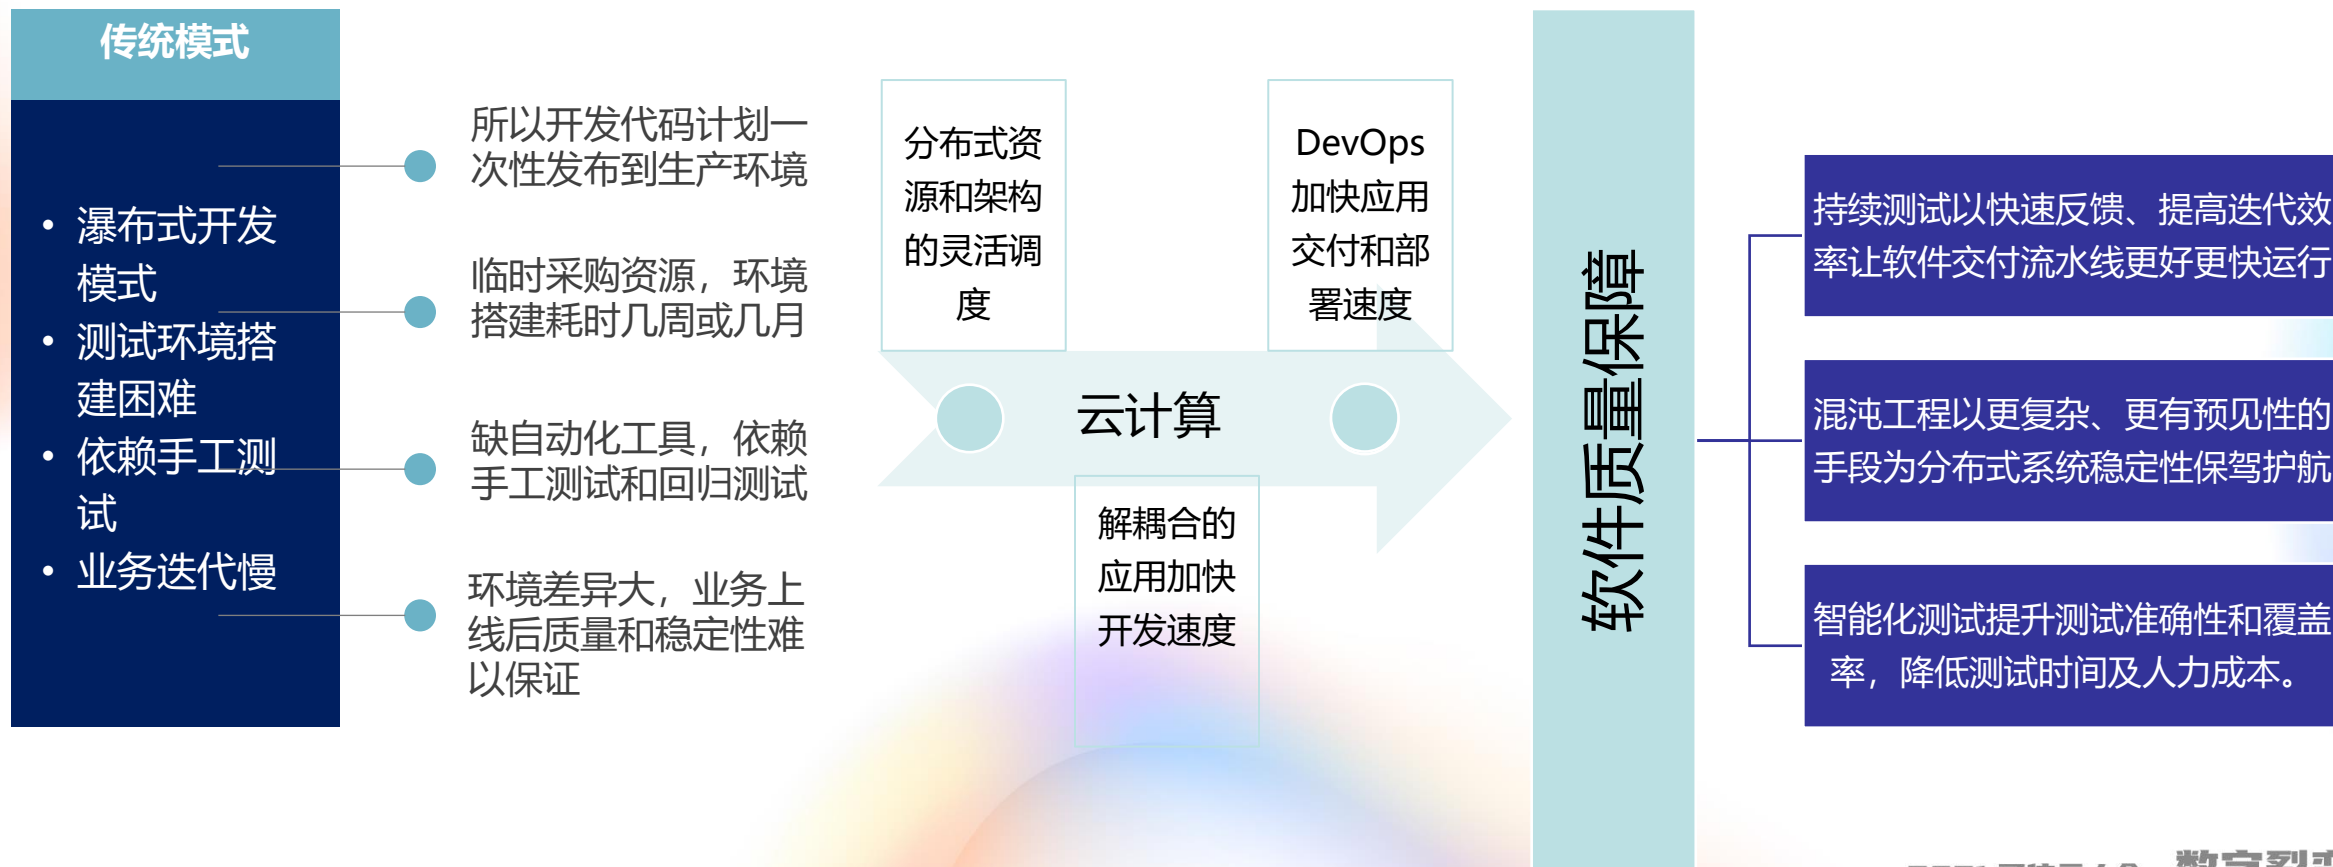 传统模式
• 瀑布式开发
模式
• 测试环境搭
建困难
• 依赖手工测
试
• 业务迭代慢
所以开发代码计划一
次性发布到生产环境
临时采购资源，环境
搭建耗时几周或几月
缺自动化工具，依赖
手工测试和回归测试
环境差异大，业务上
线后质量和稳定性难
以保证
分布式资
源和架构
的灵活调
度
DevOps
加快应用
交付和部
署速度
云计算
解耦合的
应用加快
开发速度
软件质量保障
持续测试以快速反馈、提高迭代效
率让软件交付流水线更好更快运行
混沌工程以更复杂、更有预见性的
手段为分布式系统稳定性保驾护航
智能化测试提升测试准确性和覆盖
率，降低测试时间及人力成本。
数字裂变